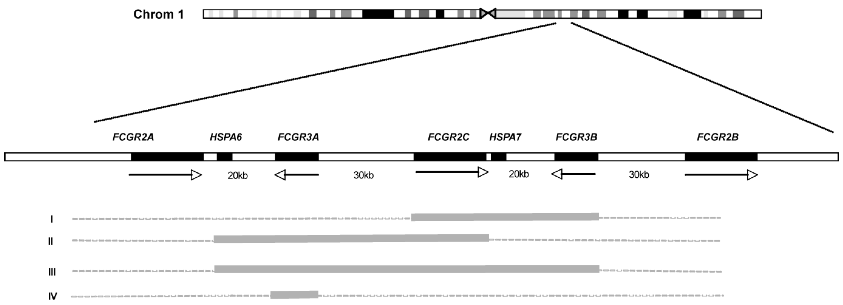 Chrom 1
FCGR2A HSPA6 FCGR3A FCGR2C HSPA7 FCGR3B FCGR2B
20kb 30kb 20kb 30kb
I
II
III
IV